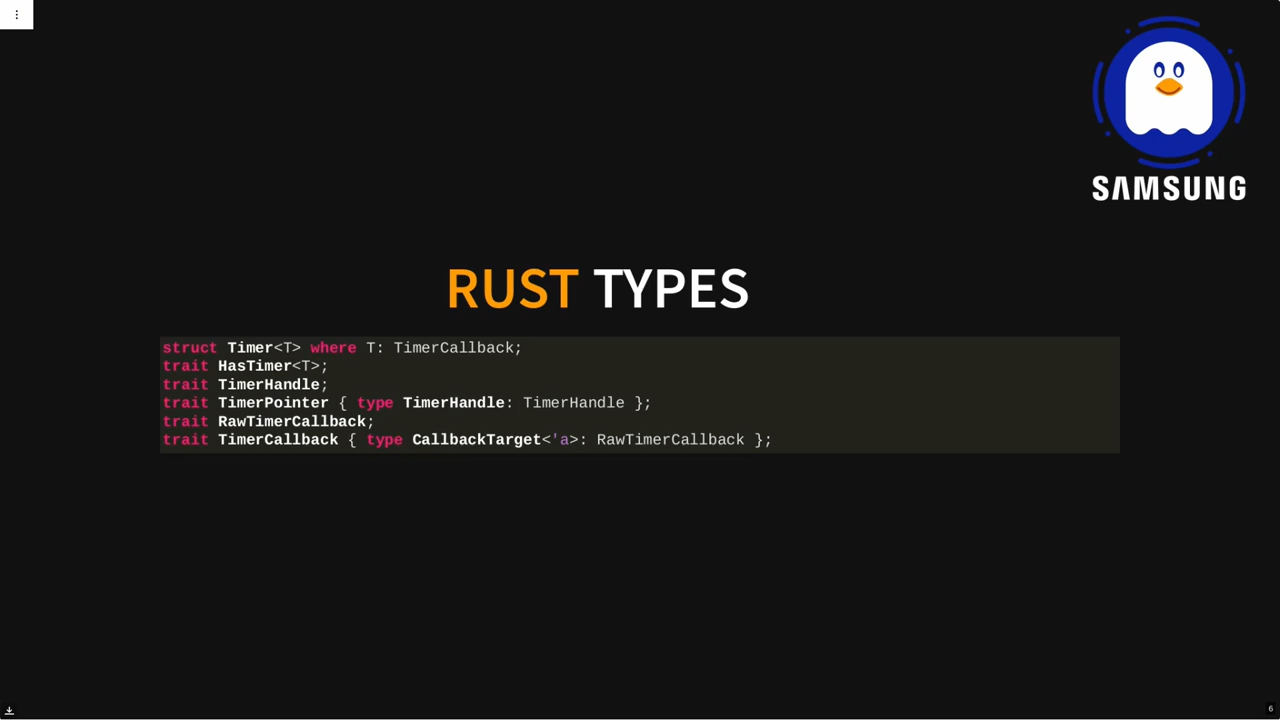 SAMSUNG
RUST TYPES
struct Timer<T> where T: TimerCallback;
trait HasTimer<T>;
trait TimerHandle;
trait TimerPointer { type TimerHandle: TimerHandle };
trait RawTimerCallback;
trait TimerCallback { type CallbackTarget<'a>: RawTimerCallback };
6